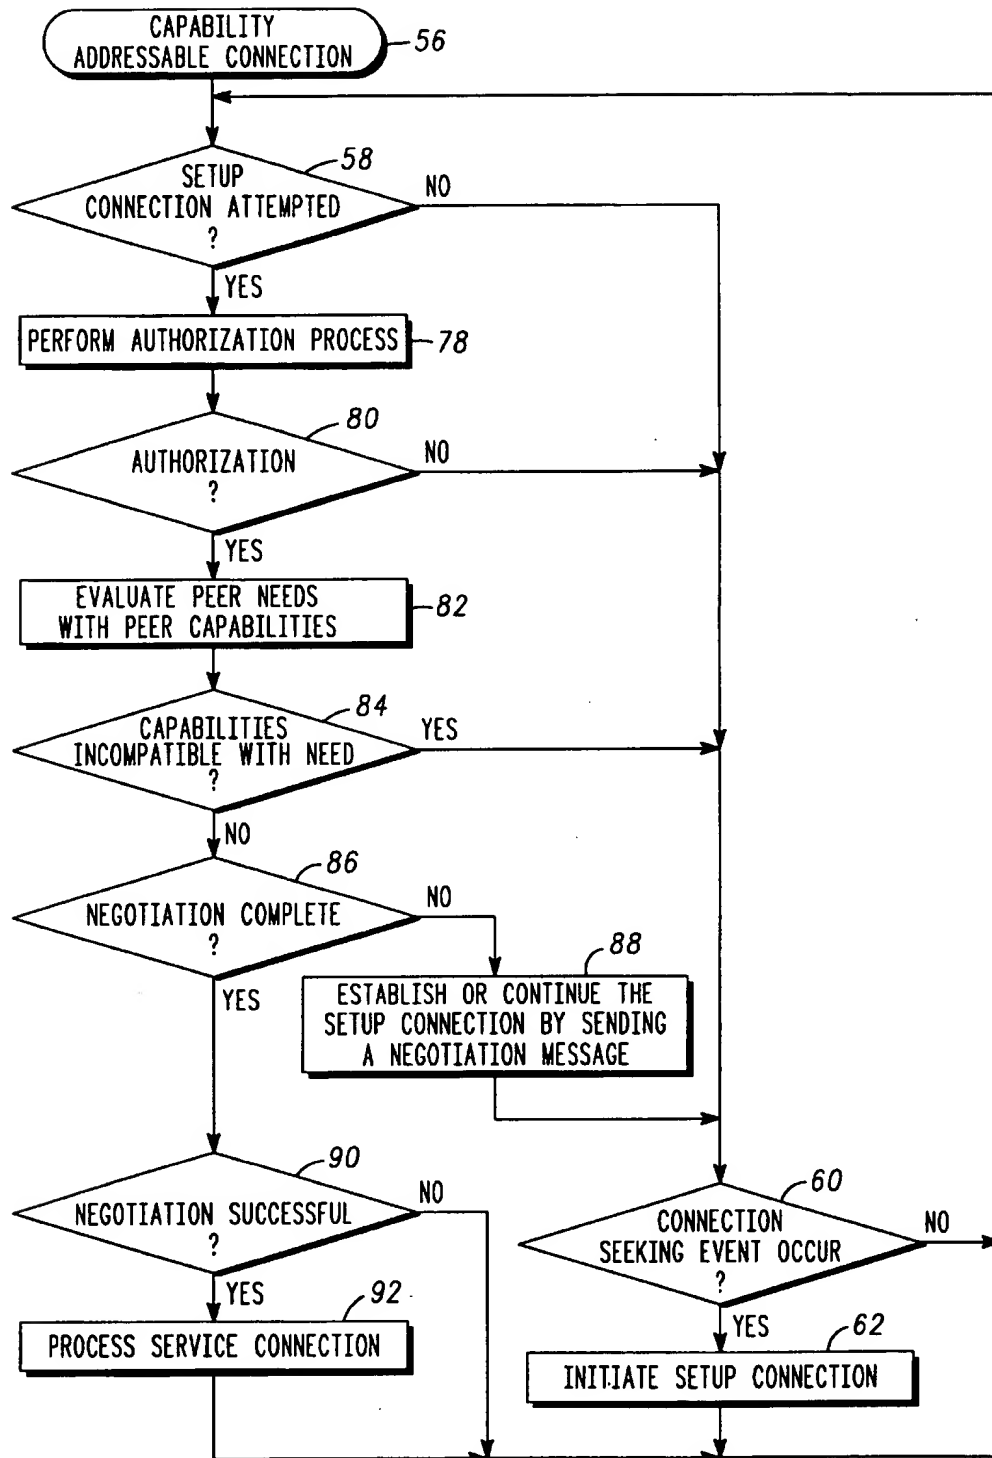 CAPABILITY
ADDRESSABLE CONNECTION
56
SETUP
CONNECTION ATTEMPTED
?
58
NO
YES
PERFORM AUTHORIZATION PROCESS
78
AUTHORIZATION
?
80
NO
YES
EVALUATE PEER NEEDS
WITH PEER CAPABILITIES
82
CAPABILITIES
INCOMPATIBLE WITH NEED
?
84
YES
NO
NEGOTIATION COMPLETE
?
86
NO
YES
88
ESTABLISH OR CONTINUE THE
SETUP CONNECTION BY SENDING
A NEGOTIATION MESSAGE
NEGOTIATION SUCCESSFUL
?
90
NO
YES
PROCESS SERVICE CONNECTION
92
CONNECTION
SEEKING EVENT OCCUR
?
60
NO
YES
INITIATE SETUP CONNECTION
62